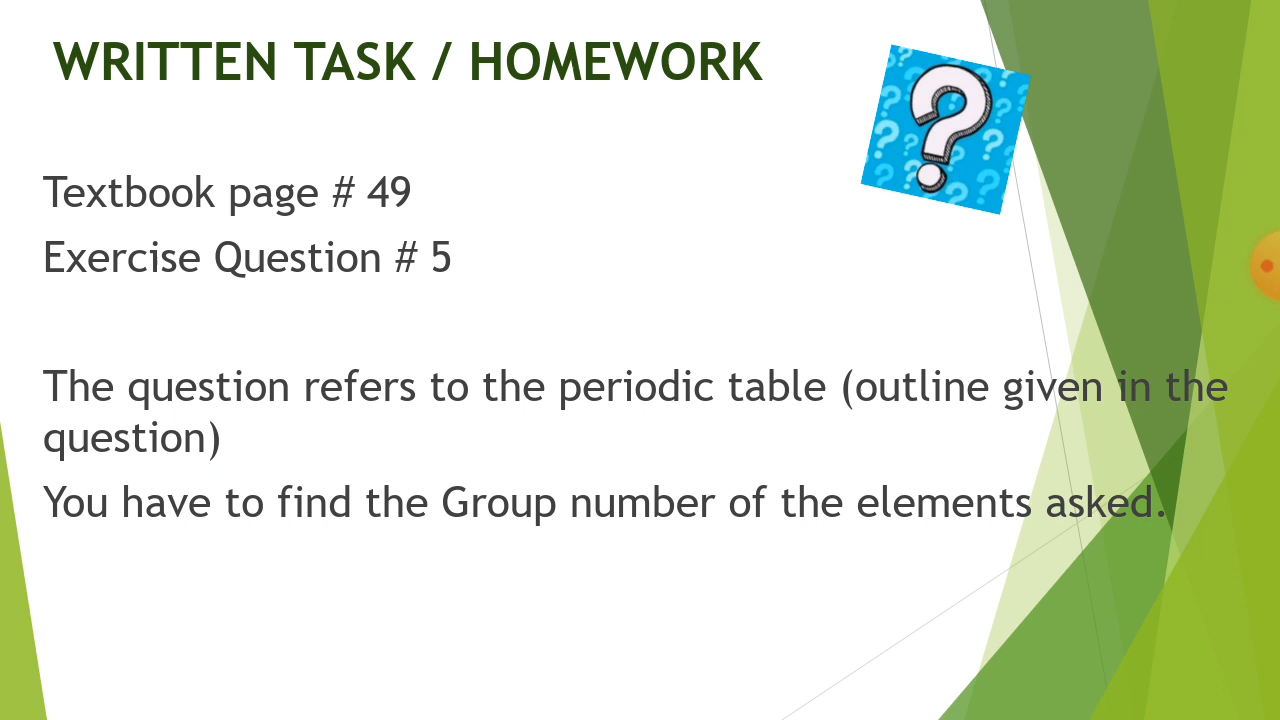 WRITTEN TASK / HOMEWORK
Textbook page # 49
Exercise Question # 5
The question refers to the periodic table (outline given in the
question)
You have to find the Group number of the elements asked.